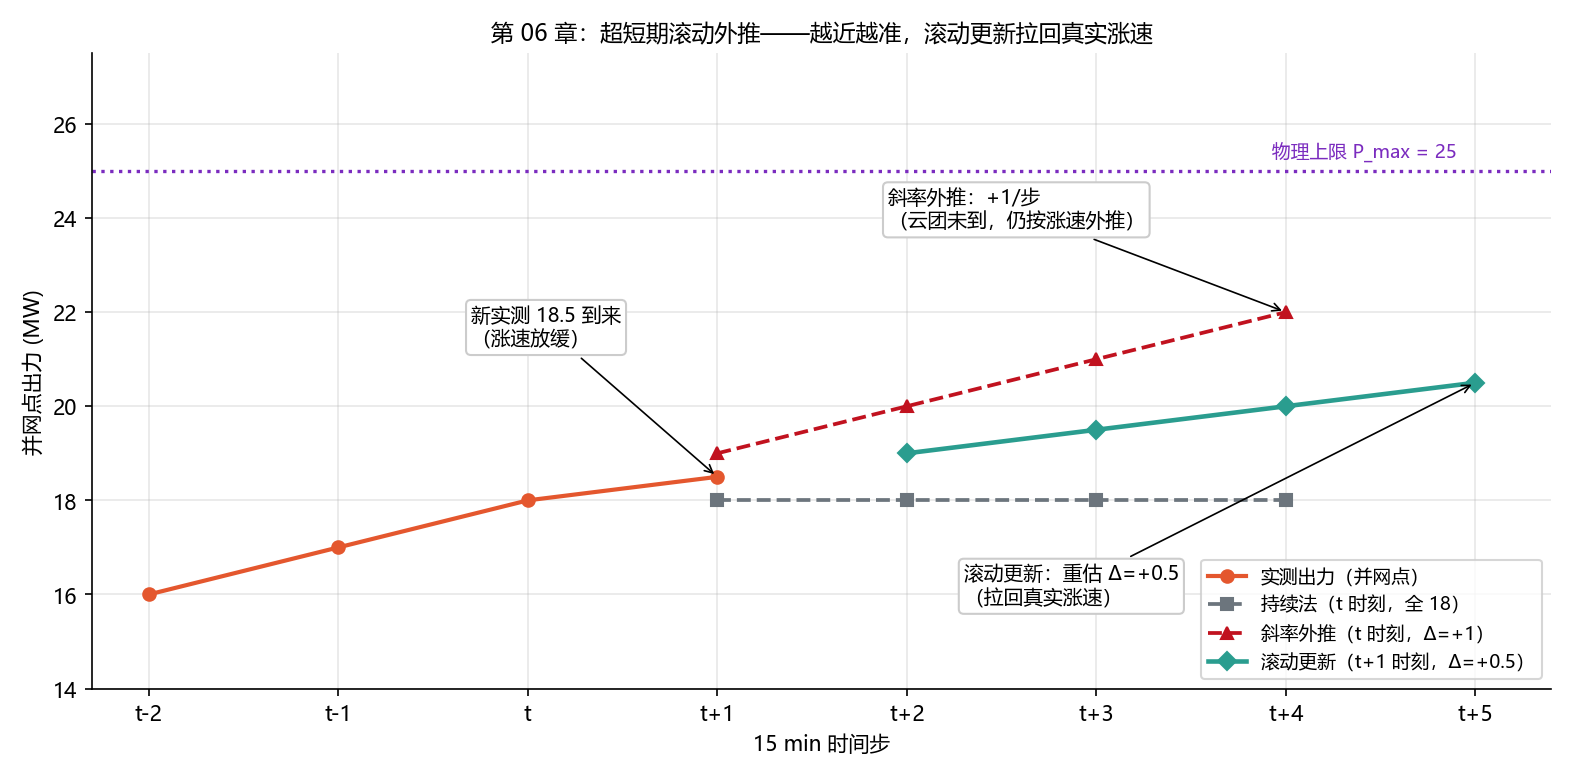 第 06 章：超短期滚动外推——越近越准，滚动更新拉回真实涨速
并网点出力 (MW)
26
24
22
20
18
16
14
物理上限 P_max = 25
斜率外推：+1/步
（云团未到，仍按涨速外推）
新实测 18.5 到来
（涨速放缓）
滚动更新：重估 Δ=+0.5
（拉回真实涨速）
实测出力（并网点）
持续法（t 时刻，全 18）
斜率外推（t 时刻，Δ=+1）
滚动更新（t+1 时刻，Δ=+0.5）
t-2 t-1 t t+1 t+2 t+3 t+4 t+5
15 min 时间步